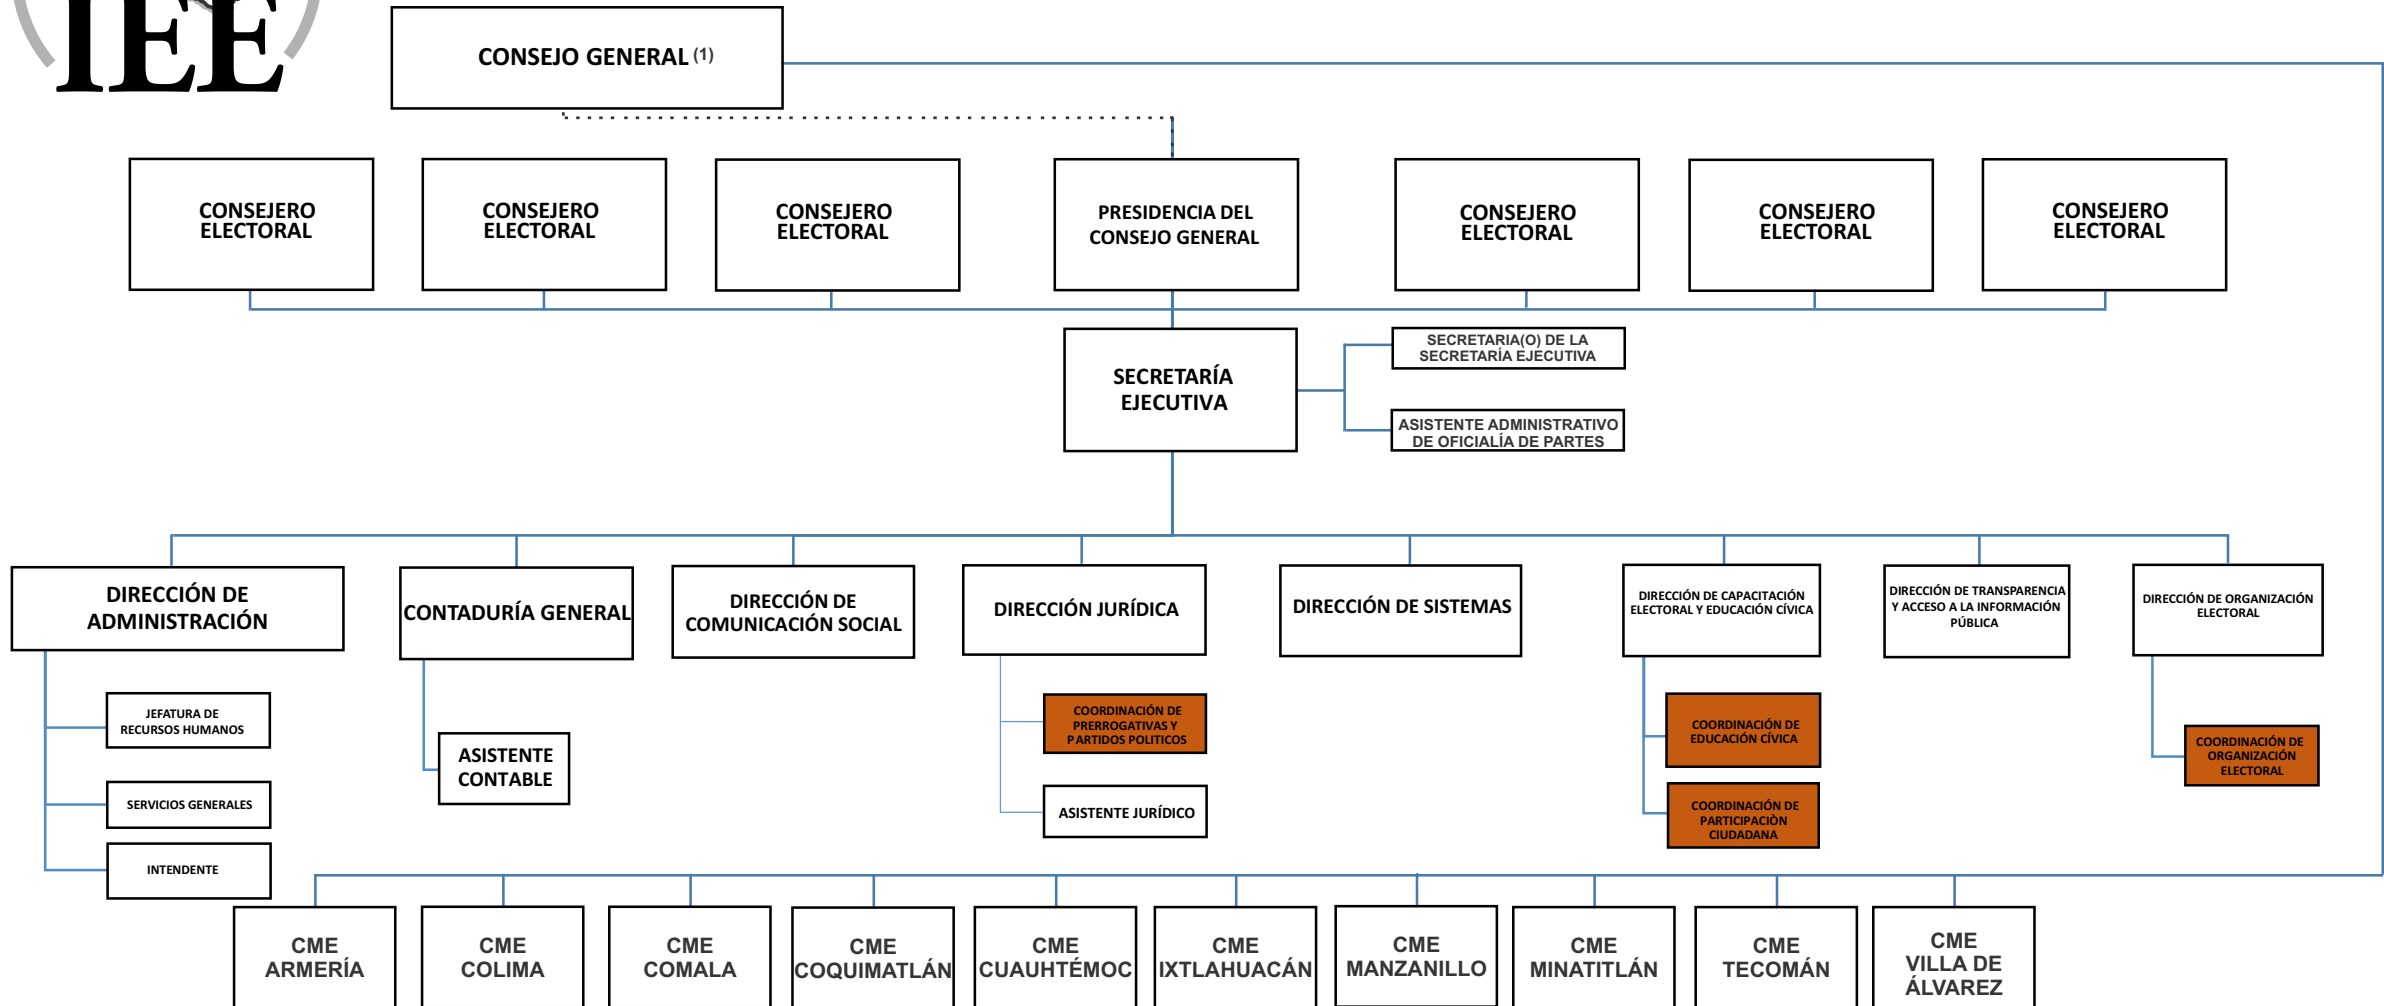 IEE
CONSEJO GENERAL (1)
CONSEJERO
ELECTORAL
CONSEJERO
ELECTORAL
CONSEJERO
ELECTORAL
PRESIDENCIA DEL
CONSEJO GENERAL
CONSEJERO
ELECTORAL
CONSEJERO
ELECTORAL
CONSEJERO
ELECTORAL
SECRETARÍA
EJECUTIVA
SECRETARIA(O) DE LA
SECRETARÍA EJECUTIVA
ASISTENTE ADMINISTRATIVO
DE OFICIALÍA DE PARTES
DIRECCIÓN DE
ADMINISTRACIÓN
CONTADURÍA GENERAL
DIRECCIÓN DE
COMUNICACIÓN SOCIAL
DIRECCIÓN JURÍDICA
DIRECCIÓN DE SISTEMAS
DIRECCIÓN DE CAPACITACIÓN
ELECTORAL Y EDUCACIÓN CÍVICA
DIRECCIÓN DE TRANSPARENCIA
Y ACCESO A LA INFORMACIÓN
PÚBLICA
DIRECCIÓN DE ORGANIZACIÓN
ELECTORAL
JEFATURA DE
RECURSOS HUMANOS
SERVICIOS GENERALES
INTENDENTE
ASISTENTE
CONTABLE
COORDINACIÓN DE
PRERROGATIVAS Y
PARTIDOS POLITICOS
ASISTENTE JURÍDICO
COORDINACIÓN DE
EDUCACIÓN CÍVICA
COORDINACIÓN DE
PARTICIPACIÒN
CIUDADANA
COORDINACIÓN DE
ORGANIZACIÓN
ELECTORAL
CME
ARMERÍA
CME
COLIMA
CME
COMALA
CME
COQUIMATLÁN
CME
CUAUHTÉMOC
CME
IXTLAHUACÁN
CME
MANZANILLO
CME
MINATITLÁN
CME
TECOMÁN
CME
VILLA DE
ÁLVAREZ